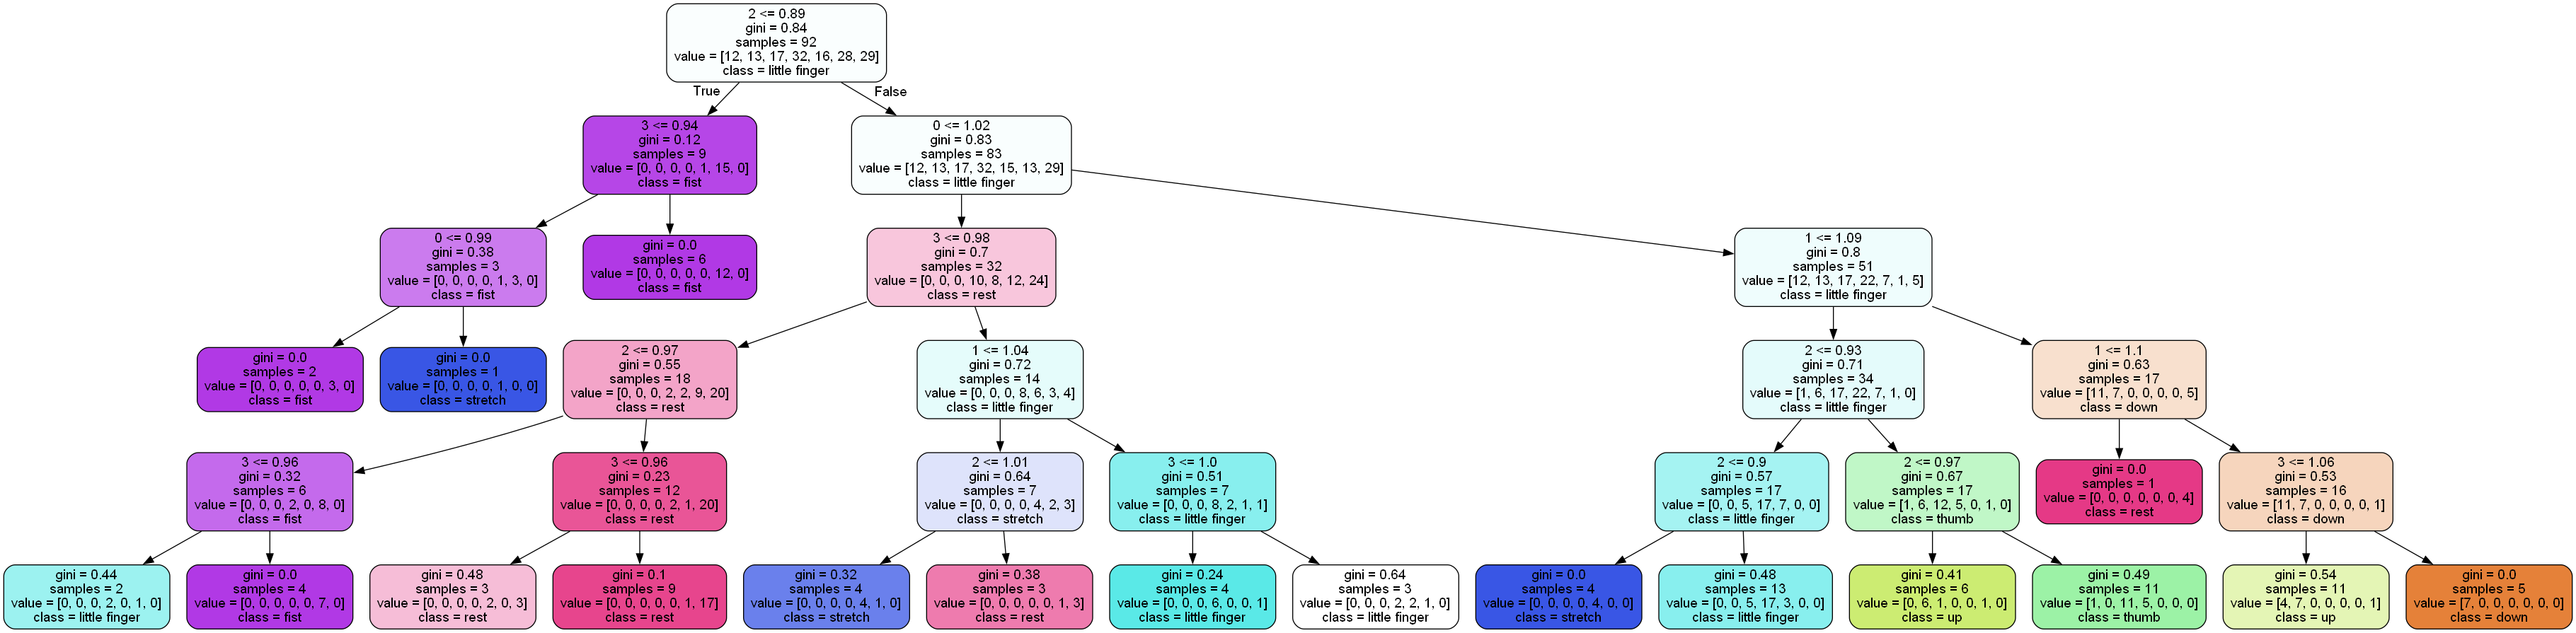 2 <= 0.89
gini = 0.84
samples = 92
value = [12, 13, 17, 32, 16, 28, 29]
class = little finger
True
False
3 <= 0.94
gini = 0.12
samples = 9
value = [0, 0, 0, 0, 1, 15, 0]
class = fist
0 <= 1.02
gini = 0.83
samples = 83
value = [12, 13, 17, 32, 15, 13, 29]
class = little finger
0 <= 0.99
gini = 0.38
samples = 3
value = [0, 0, 0, 0, 1, 3, 0]
class = fist
gini = 0.0
samples = 6
value = [0, 0, 0, 0, 0, 12, 0]
class = fist
3 <= 0.98
gini = 0.7
samples = 32
value = [0, 0, 0, 10, 8, 12, 24]
class = rest
1 <= 1.09
gini = 0.8
samples = 51
value = [12, 13, 17, 22, 7, 1, 5]
class = little finger
gini = 0.0
samples = 2
value = [0, 0, 0, 0, 0, 3, 0]
class = fist
gini = 0.0
samples = 1
value = [0, 0, 0, 0, 1, 0, 0]
class = stretch
2 <= 0.97
gini = 0.55
samples = 18
value = [0, 0, 0, 2, 2, 9, 20]
class = rest
1 <= 1.04
gini = 0.72
samples = 14
value = [0, 0, 0, 8, 6, 3, 4]
class = little finger
2 <= 0.93
gini = 0.71
samples = 34
value = [1, 6, 17, 22, 7, 1, 0]
class = little finger
1 <= 1.1
gini = 0.63
samples = 17
value = [11, 7, 0, 0, 0, 0, 5]
class = down
3 <= 0.96
gini = 0.32
samples = 6
value = [0, 0, 0, 2, 0, 8, 0]
class = fist
3 <= 0.96
gini = 0.23
samples = 12
value = [0, 0, 0, 0, 2, 1, 20]
class = rest
2 <= 1.01
gini = 0.64
samples = 7
value = [0, 0, 0, 0, 4, 2, 3]
class = stretch
3 <= 1.0
gini = 0.51
samples = 7
value = [0, 0, 0, 8, 2, 1, 1]
class = little finger
2 <= 0.9
gini = 0.57
samples = 17
value = [0, 0, 5, 17, 7, 0, 0]
class = little finger
2 <= 0.97
gini = 0.67
samples = 17
value = [1, 6, 12, 5, 0, 1, 0]
class = thumb
gini = 0.0
samples = 1
value = [0, 0, 0, 0, 0, 0, 4]
class = rest
3 <= 1.06
gini = 0.53
samples = 16
value = [11, 7, 0, 0, 0, 0, 1]
class = down
gini = 0.44
samples = 2
value = [0, 0, 0, 2, 0, 1, 0]
class = little finger
gini = 0.0
samples = 4
value = [0, 0, 0, 0, 0, 7, 0]
class = fist
gini = 0.48
samples = 3
value = [0, 0, 0, 0, 2, 0, 3]
class = rest
gini = 0.1
samples = 9
value = [0, 0, 0, 0, 0, 1, 17]
class = rest
gini = 0.32
samples = 4
value = [0, 0, 0, 0, 4, 1, 0]
class = stretch
gini = 0.38
samples = 3
value = [0, 0, 0, 0, 0, 1, 3]
class = rest
gini = 0.24
samples = 4
value = [0, 0, 0, 6, 0, 0, 1]
class = little finger
gini = 0.64
samples = 3
value = [0, 0, 0, 2, 2, 1, 0]
class = little finger
gini = 0.0
samples = 4
value = [0, 0, 0, 0, 4, 0, 0]
class = stretch
gini = 0.48
samples = 13
value = [0, 0, 5, 17, 3, 0, 0]
class = little finger
gini = 0.41
samples = 6
value = [0, 6, 1, 0, 0, 1, 0]
class = up
gini = 0.49
samples = 11
value = [1, 0, 11, 5, 0, 0, 0]
class = thumb
gini = 0.54
samples = 11
value = [4, 7, 0, 0, 0, 0, 1]
class = up
gini = 0.0
samples = 5
value = [7, 0, 0, 0, 0, 0, 0]
class = down